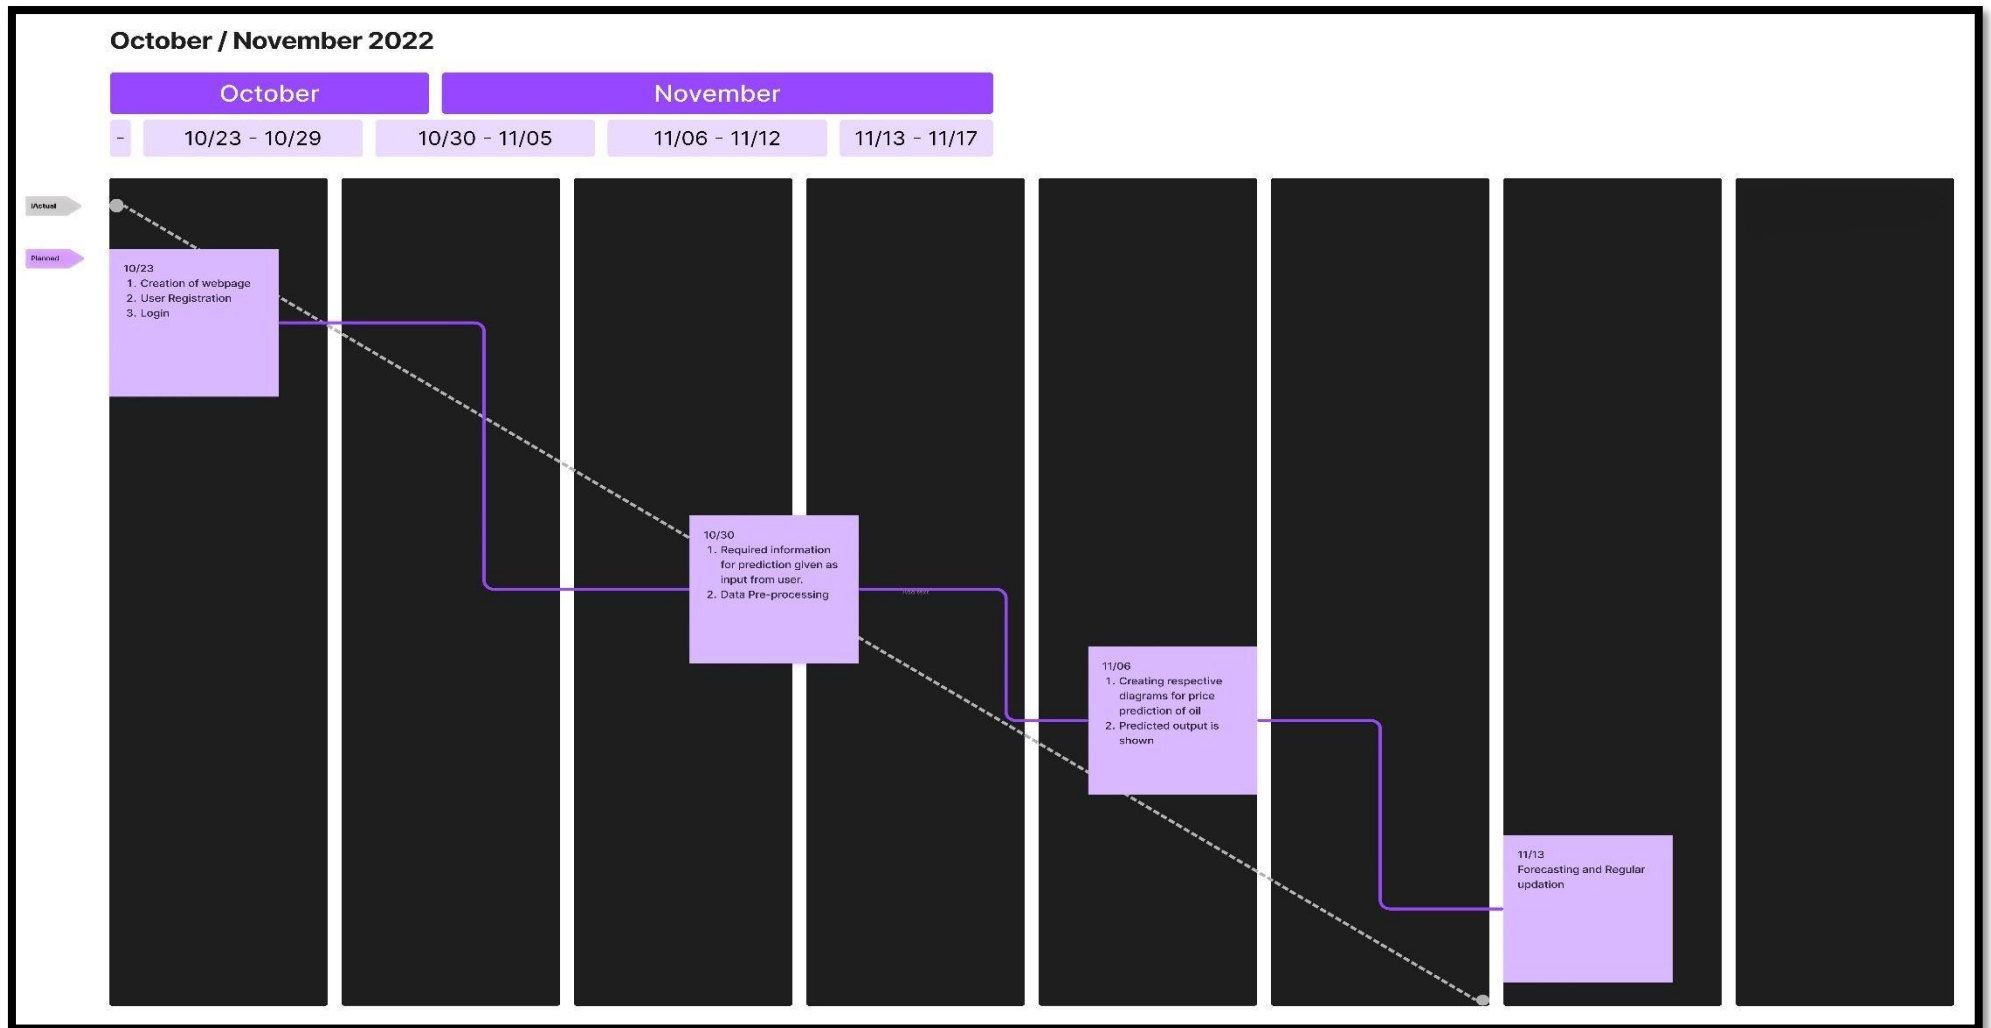 October / November 2022
October
November
-
10/23 - 10/29
10/30 - 11/05
11/06 - 11/12
11/13 - 11/17
iActual
Planned
10/23
1. Creation of webpage
2. User Registration
3. Login
10/30
1. Required information
for prediction given as
input from user.
2. Data Pre-processing
Add text
11/06
1. Creating respective
diagrams for price
prediction of oil
2. Predicted output is
shown
11/13
Forecasting and Regular
updation